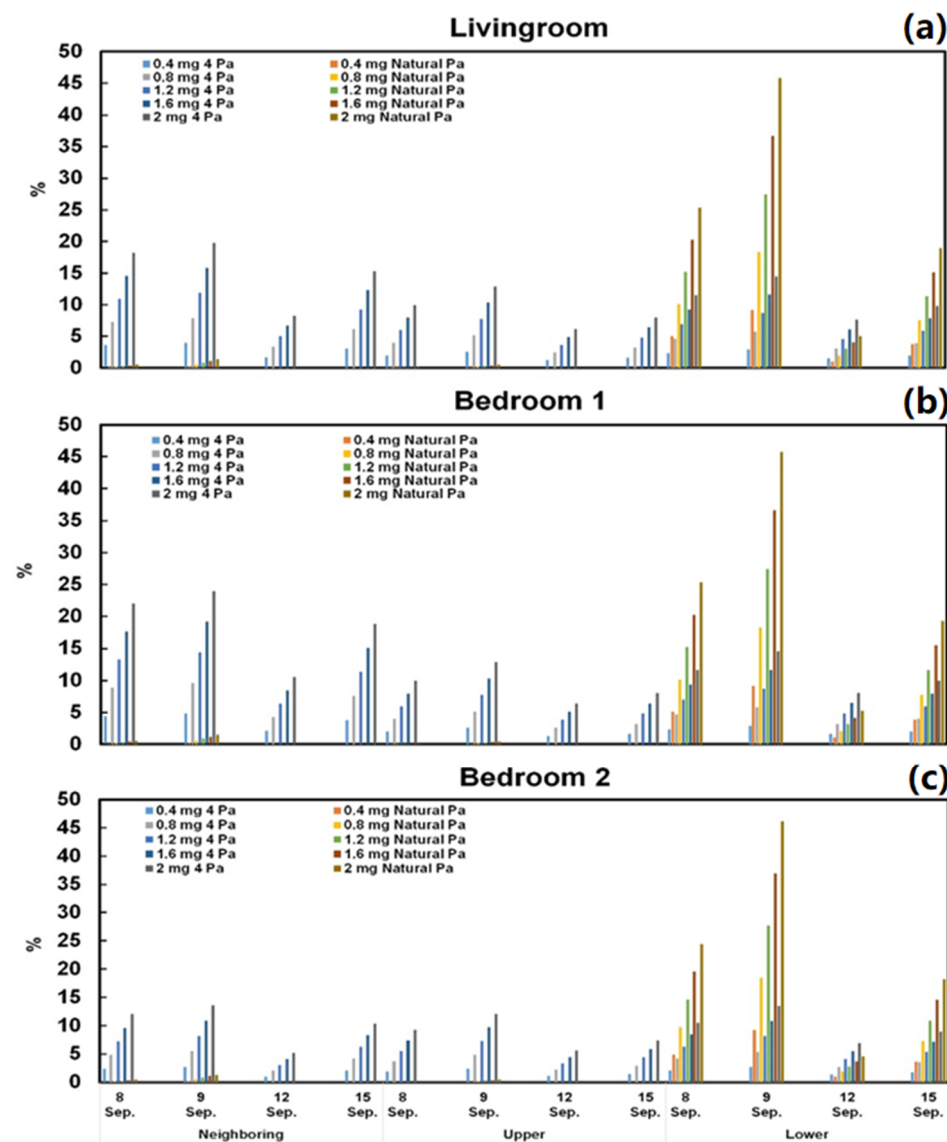 Livingroom
(a)
50
45
40
35
30
25
20
15
10
5
0
%
0.4 mg 4 Pa 0.4 mg Natural Pa
0.8 mg 4 Pa 0.8 mg Natural Pa
1.2 mg 4 Pa 1.2 mg Natural Pa
1.6 mg 4 Pa 1.6 mg Natural Pa
2 mg 4 Pa 2 mg Natural Pa
Bedroom 1
(b)
50
45
40
35
30
25
20
15
10
5
0
%
0.4 mg 4 Pa 0.4 mg Natural Pa
0.8 mg 4 Pa 0.8 mg Natural Pa
1.2 mg 4 Pa 1.2 mg Natural Pa
1.6 mg 4 Pa 1.6 mg Natural Pa
2 mg 4 Pa 2 mg Natural Pa
Bedroom 2
(c)
50
45
40
35
30
25
20
15
10
5
0
%
0.4 mg 4 Pa 0.4 mg Natural Pa
0.8 mg 4 Pa 0.8 mg Natural Pa
1.2 mg 4 Pa 1.2 mg Natural Pa
1.6 mg 4 Pa 1.6 mg Natural Pa
2 mg 4 Pa 2 mg Natural Pa
8 9 12 15 8 9 12 15 8 9 12 15
Sep. Sep. Sep. Sep. Sep. Sep. Sep. Sep. Sep. Sep. Sep. Sep.
Neighboring Upper Lower